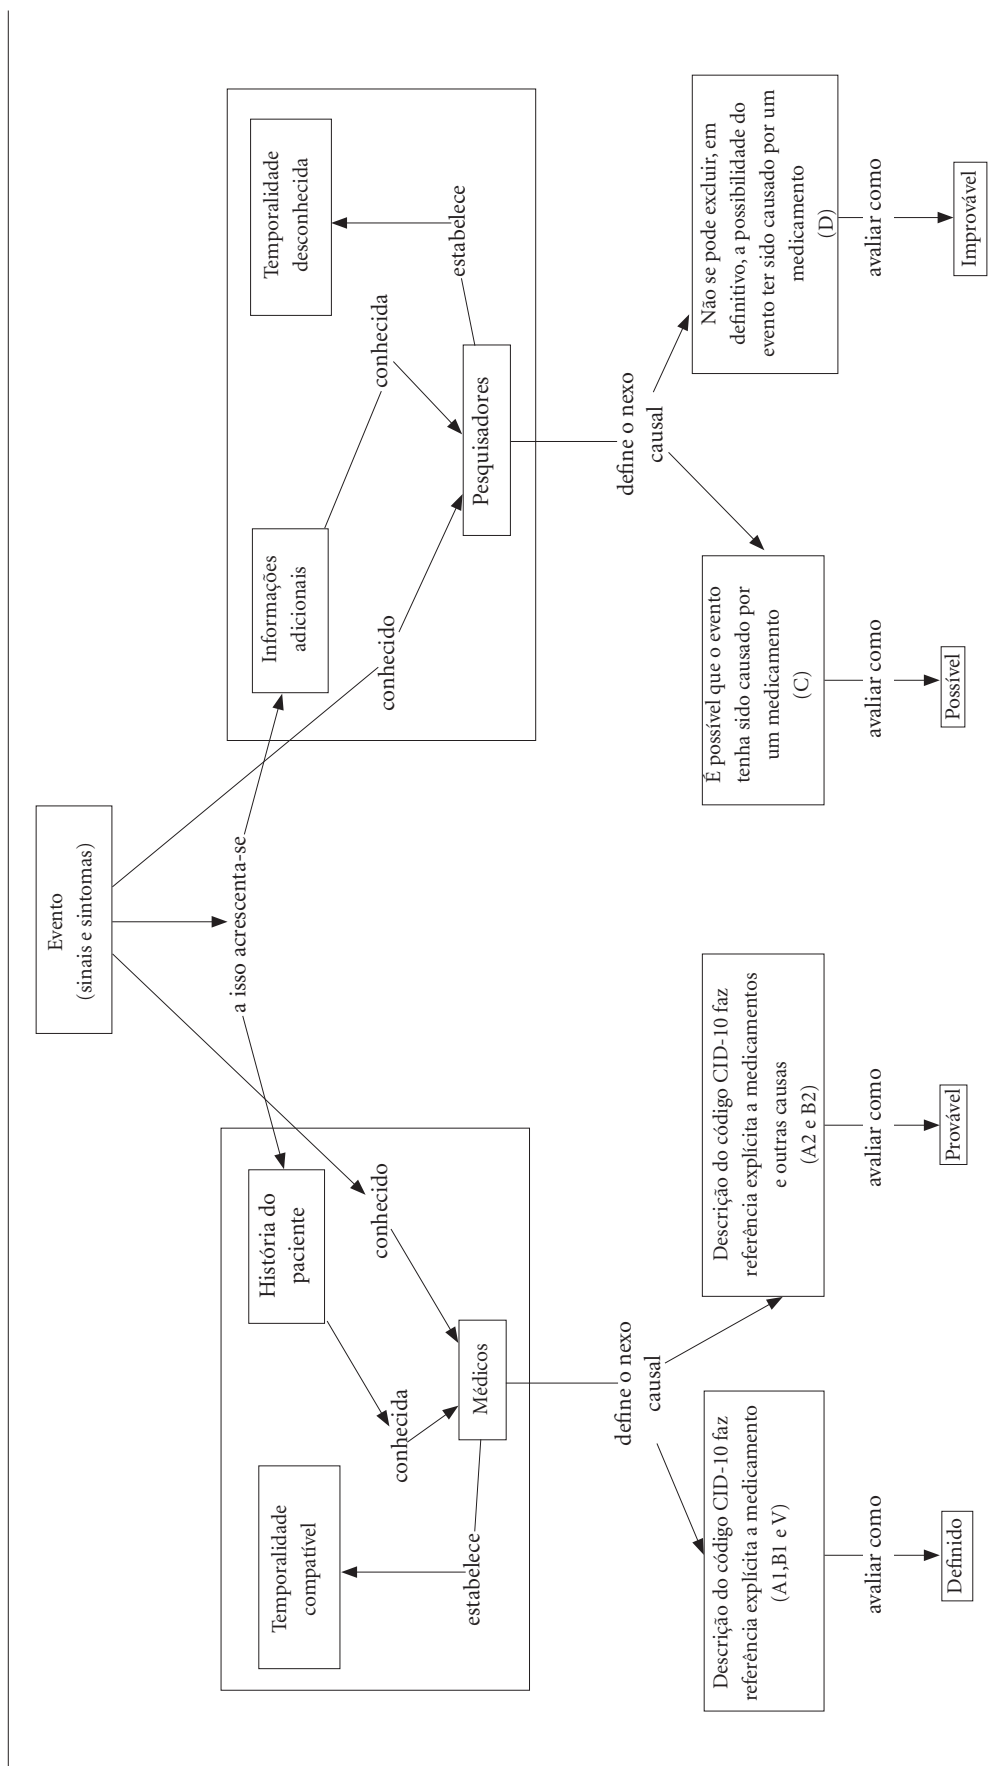 Evento
(sinais e sintomas)
a isso acrescenta-se
História do
paciente
Temporalidade
compatível
conhecido
conhecida
estabelece
Médicos
define o nexo
causal
Descrição do código CID-10 faz
referência explícita a medicamento
(A1,B1 e V)
avaliar como
Definido
Descrição do código CID-10 faz
referência explícita a medicamentos
e outras causas
(A2 e B2)
avaliar como
Provável
Informações
adicionais
Temporalidade
desconhecida
conhecido
conhecida
estabelece
Pesquisadores
define o nexo
causal
É possível que o evento
tenha sido causado por
um medicamento
(C)
avaliar como
Possível
Não se pode excluir, em
definitivo, a possibilidade do
evento ter sido causado por um
medicamento
(D)
avaliar como
Improvável